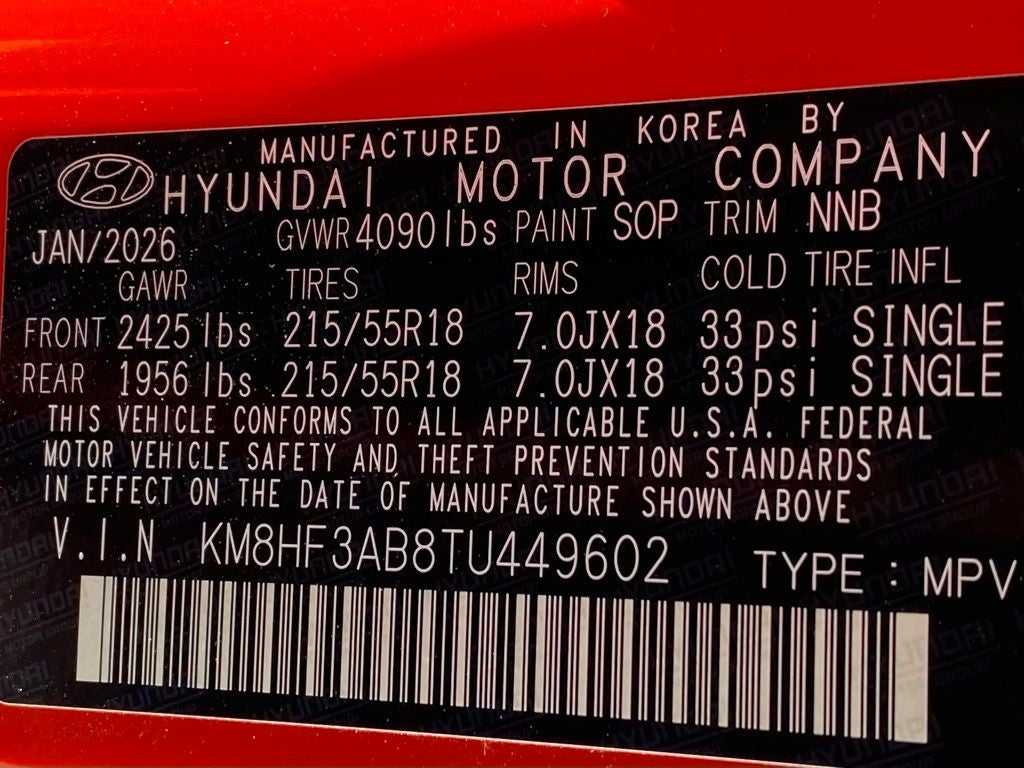 MANUFACTURED IN KOREA BY
HYUNDAI MOTOR COMPANY
JAN/2026 GVWR 4090 lbs PAINT SOP TRIM NNB
GAWR TIRES RIMS COLD TIRE INFL
FRONT 2425 lbs 215/55R18 7.0JX18 33psi SINGLE
REAR 1956 lbs 215/55R18 7.0JX18 33psi SINGLE
THIS VEHICLE CONFORMS TO ALL APPLICABLE U.S.A. FEDERAL
MOTOR VEHICLE SAFETY AND THEFT PREVENTION STANDARDS
IN EFFECT ON THE DATE OF MANUFACTURE SHOWN ABOVE
V.I.N KM8HF3AB8TU449602 TYPE : MPV